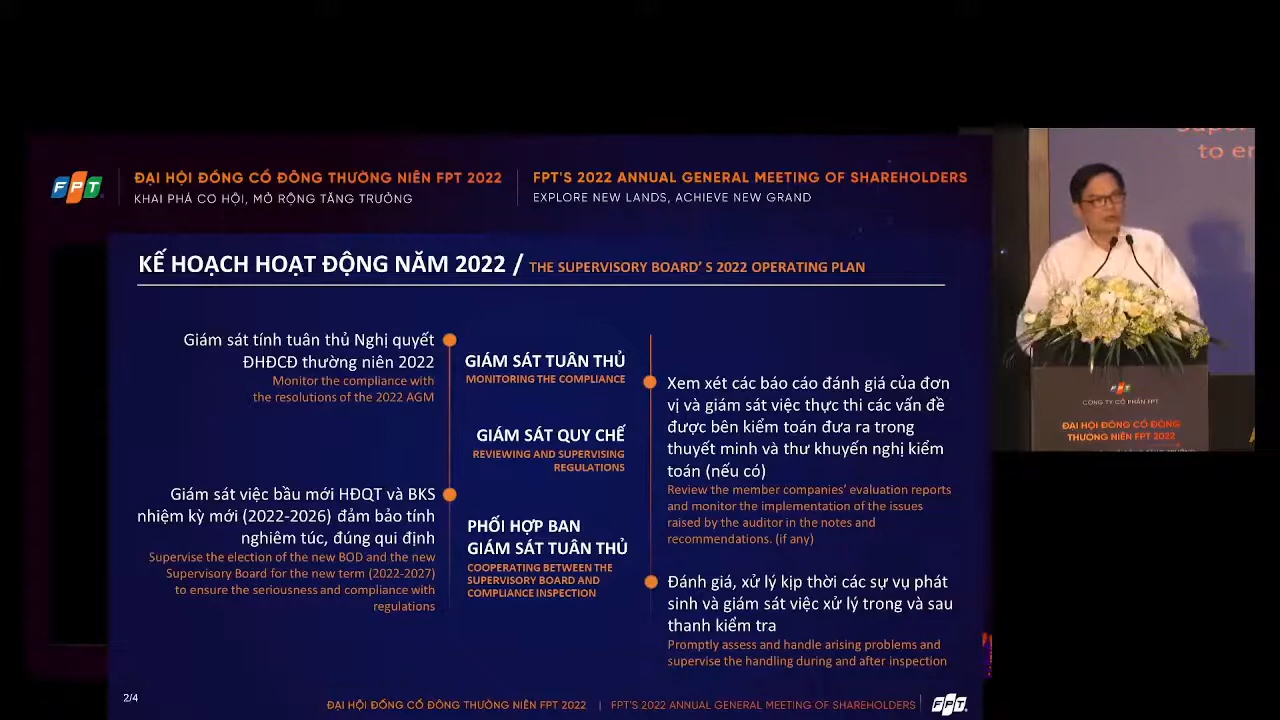 FPT
ĐẠI HỘI ĐỒNG CỔ ĐÔNG THƯỜNG NIÊN FPT 2022
KHAI PHÁ CƠ HỘI, MỞ RỘNG TĂNG TRƯỞNG
FPT'S 2022 ANNUAL GENERAL MEETING OF SHAREHOLDERS
EXPLORE NEW LANDS, ACHIEVE NEW GRAND
KẾ HOẠCH HOẠT ĐỘNG NĂM 2022 / THE SUPERVISORY BOARD' S 2022 OPERATING PLAN
Giám sát tính tuân thủ Nghị quyết
ĐHĐCĐ thường niên 2022
Monitor the compliance with
the resolutions of the 2022 AGM
Giám sát việc bầu mới HĐQT và BKS
nhiệm kỳ mới (2022-2026) đảm bảo tính
nghiêm túc, đúng qui định
Supervise the election of the new BOD and the new
Supervisory Board for the new term (2022-2027)
to ensure the seriousness and compliance with
regulations
GIÁM SÁT TUÂN THỦ
MONITORING THE COMPLIANCE
GIÁM SÁT QUY CHẾ
REVIEWING AND SUPERVISING
REGULATIONS
PHỐI HỢP BAN
GIÁM SÁT TUÂN THỦ
COOPERATING BETWEEN THE
SUPERVISORY BOARD AND
COMPLIANCE INSPECTION
Xem xét các báo cáo đánh giá của đơn
vị và giám sát việc thực thi các vấn đề
được bên kiểm toán đưa ra trong
thuyết minh và thư khuyến nghị kiểm
toán (nếu có)
Review the member companies' evaluation reports
and monitor the implementation of the issues
raised by the auditor in the notes and
recommendations. (if any)
Đánh giá, xử lý kịp thời các sự vụ phát
sinh và giám sát việc xử lý trong và sau
thanh kiểm tra
Promptly assess and handle arising problems and
supervise the handling during and after inspection
2/4
ĐẠI HỘI ĐỒNG CỔ ĐÔNG THƯỜNG NIÊN FPT 2022 | FPT'S 2022 ANNUAL GENERAL MEETING OF SHAREHOLDERS
FPT
to er
FPT
CÔNG TY CỔ PHẦN FPT
ĐẠI HỘI ĐỒNG CỔ ĐÔNG
THƯỜNG NIÊN FPT 2022